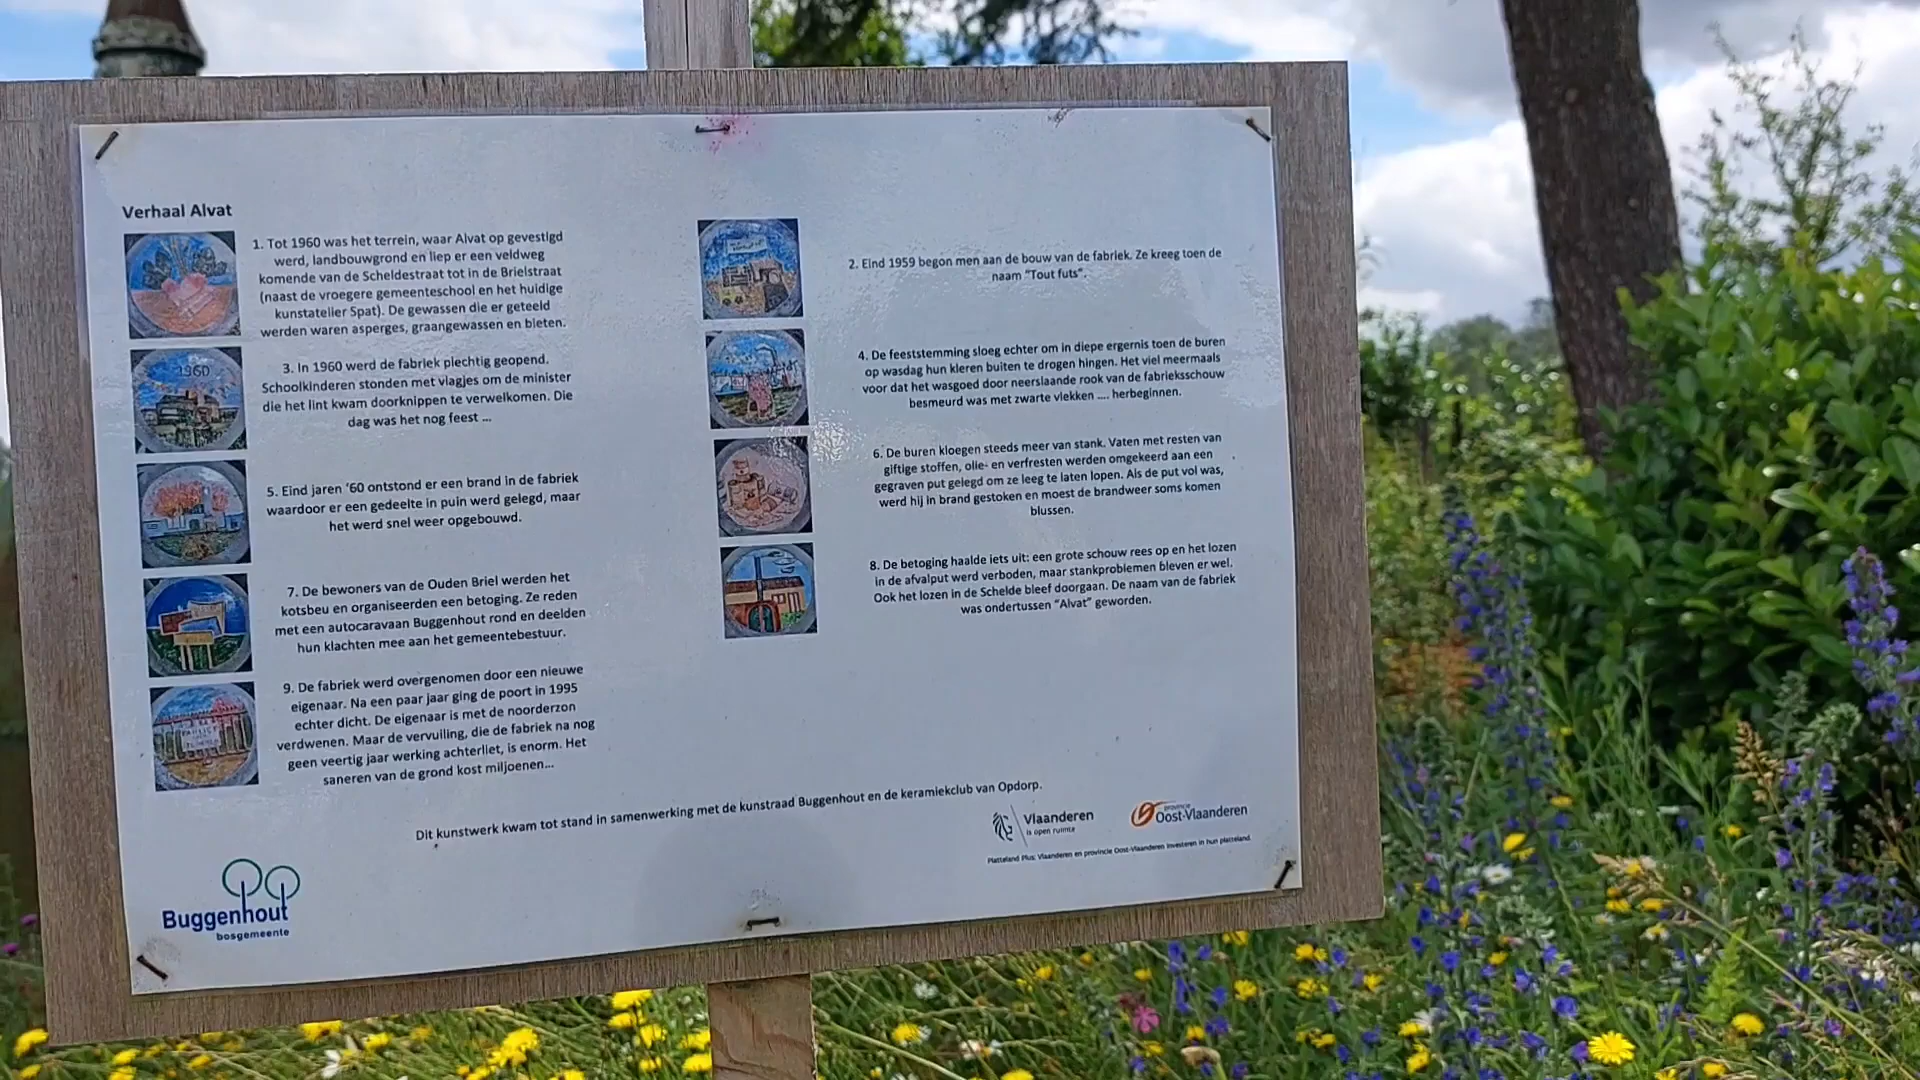 Verhaal Alvat
1. Tot 1960 was het terrein, waar Alvat op gevestigd
werd, landbouwgrond en liep er een veldweg
komende van de Scheldestraat tot in de Brielstraat
(naast de vroegere gemeenteschool en het huidige
kunstatelier Spat). De gewassen die er geteeld
werden waren asperges, graangewassen en bieten.
2. Eind 1959 begon men aan de bouw van de fabriek. Ze kreeg toen de
naam "Tout futs".
3. In 1960 werd de fabriek plechtig geopend.
Schoolkinderen stonden met vlagjes om de minister
die het lint kwam doorknippen te verwelkomen. Die
dag was het nog feest ...
1960
4. De feeststemming sloeg echter om in diepe ergernis toen de buren
op wasdag hun kleren buiten te drogen hingen. Het viel meermaals
voor dat het wasgoed door neerslaande rook van de fabrieksschouw
besmeurd was met zwarte vlekken .... herbeginnen.
5. Eind jaren '60 ontstond er een brand in de fabriek
waardoor er een gedeelte in puin werd gelegd, maar
het werd snel weer opgebouwd.
6. De buren kloegen steeds meer van stank. Vaten met resten van
giftige stoffen, olie- en verfresten werden omgekeerd aan een
gegraven put gelegd om ze leeg te laten lopen. Als de put vol was,
werd hij in brand gestoken en moest de brandweer soms komen
blussen.
7. De bewoners van de Ouden Briel werden het
kotsbeu en organiseerden een betoging. Ze reden
met een autocaravaan Buggenhout rond en deelden
hun klachten mee aan het gemeentebestuur.
8. De betoging haalde iets uit: een grote schouw rees op en het lozen
in de afvalput werd verboden, maar stankproblemen bleven er wel.
Ook het lozen in de Schelde bleef doorgaan. De naam van de fabriek
was ondertussen "Alvat" geworden.
9. De fabriek werd overgenomen door een nieuwe
eigenaar. Na een paar jaar ging de poort in 1995
echter dicht. De eigenaar is met de noorderzon
verdwenen. Maar de vervuiling, die de fabriek na nog
geen veertig jaar werking achterliet, is enorm. Het
saneren van de grond kost miljoenen...
Dit kunstwerk kwam tot stand in samenwerking met de kunstraad Buggenhout en de keramiekclub van Opdorp.
Vlaanderen
is open ruimte
provincie
Oost-Vlaanderen
Platteland Plus: Vlaanderen en provincie Oost-Vlaanderen investeren in hun platteland.
Buggenhout
bosgemeente